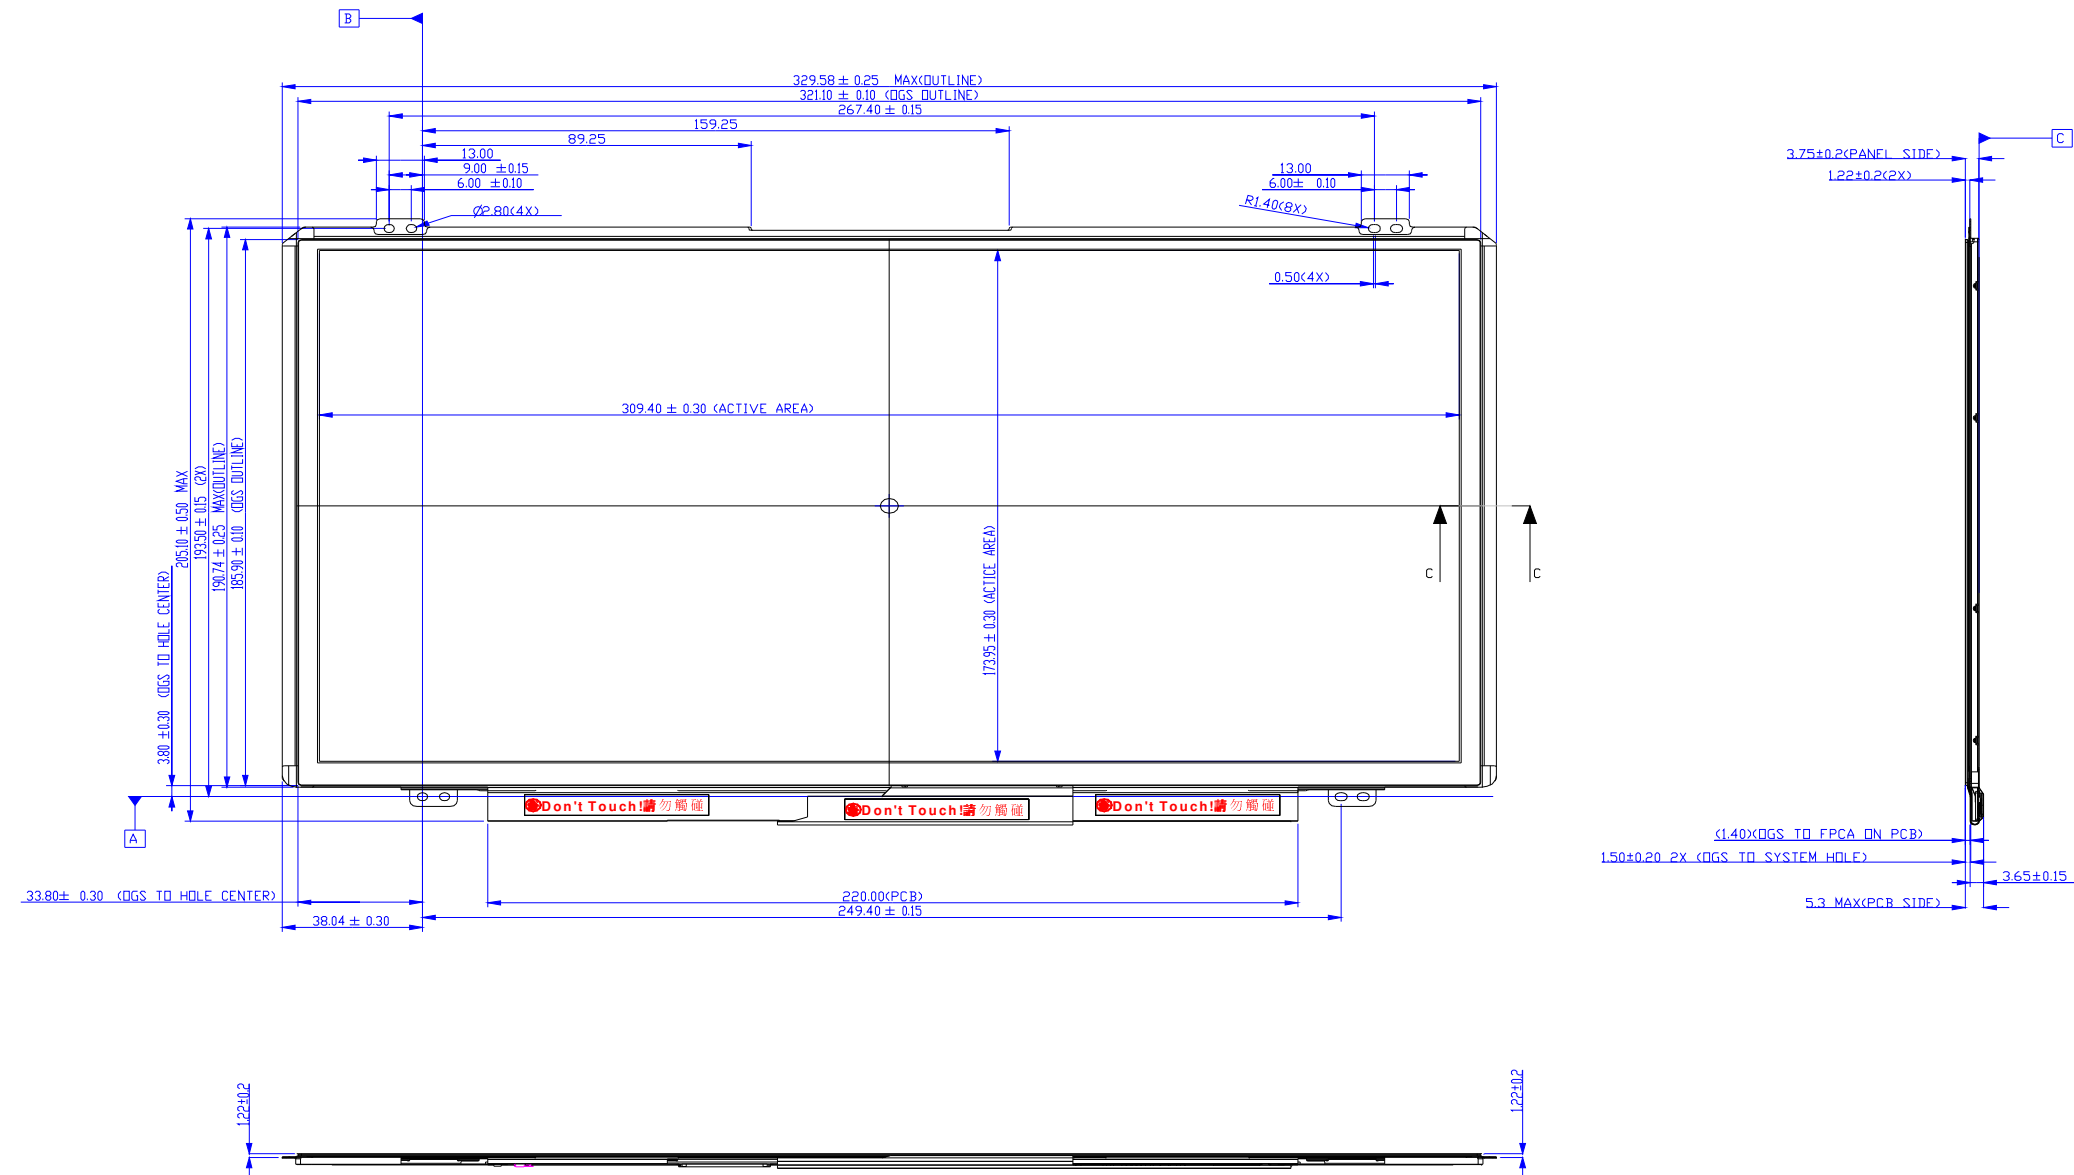 B
329.58 ± 0.25 MAX(OUTLINE)
321.10 ± 0.10 (OGS OUTLINE)
267.40 ± 0.15
159.25
89.25
13.00
9.00 ±0.15
6.00 ±0.10
Ø2.80(4X)
13.00
6.00± 0.10
R1.40(8X)
0.50(4X)
309.40 ± 0.30 (ACTIVE AREA)
173.95 ± 0.30 (ACTICE AREA)
205.10 ± 0.50 MAX
193.50 ± 0.15 (2X)
190.74 ± 0.25 MAX(OUTLINE)
185.90 ± 0.10 (OGS OUTLINE)
3.80 ±0.30 (OGS TO HOLE CENTER)
C
C
A
Don't Touch!請勿觸碰
Don't Touch!請勿觸碰
Don't Touch!請勿觸碰
33.80± 0.30 (OGS TO HOLE CENTER)
38.04 ± 0.30
220.00(PCB)
249.40 ± 0.15
C
3.75±0.2(PANEL SIDE)
1.22±0.2(2X)
(1.40)(OGS TO FPCA ON PCB)
1.50±0.20 2X (OGS TO SYSTEM HOLE)
3.65±0.15
5.3 MAX(PCB SIDE)
1.22±0.2
1.22±0.2